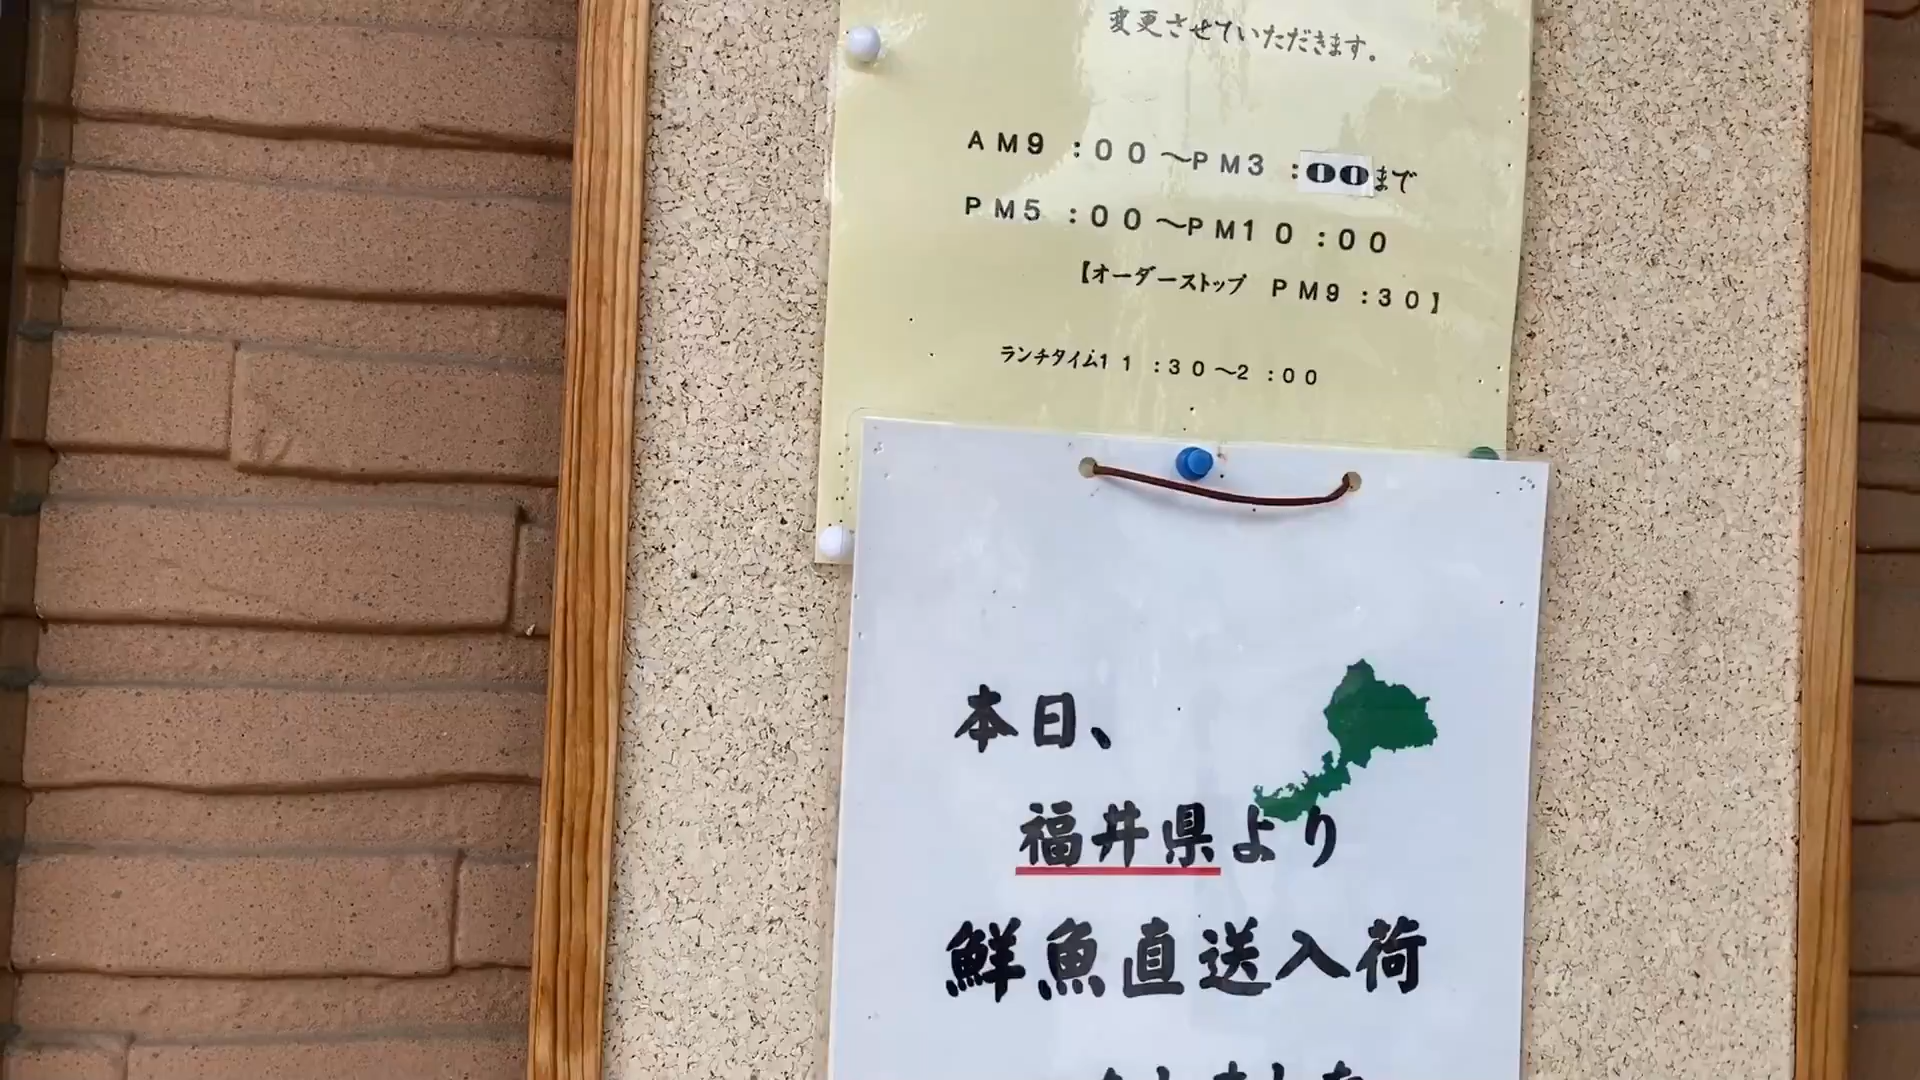 変更させていただきます。
AM9:00～PM3:00まで
PM5:00～PM10:00
【オーダーストップ PM9:30】
ランチタイム11:30～2:00
本日、
福井県より
鮮魚直送入荷